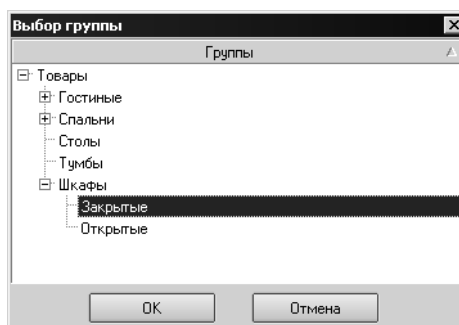 Выбор группы
Группы
Товары
Гостиные
Спальни
Столы
Тумбы
Шкафы
Закрытые
Открытые
OK
Отмена